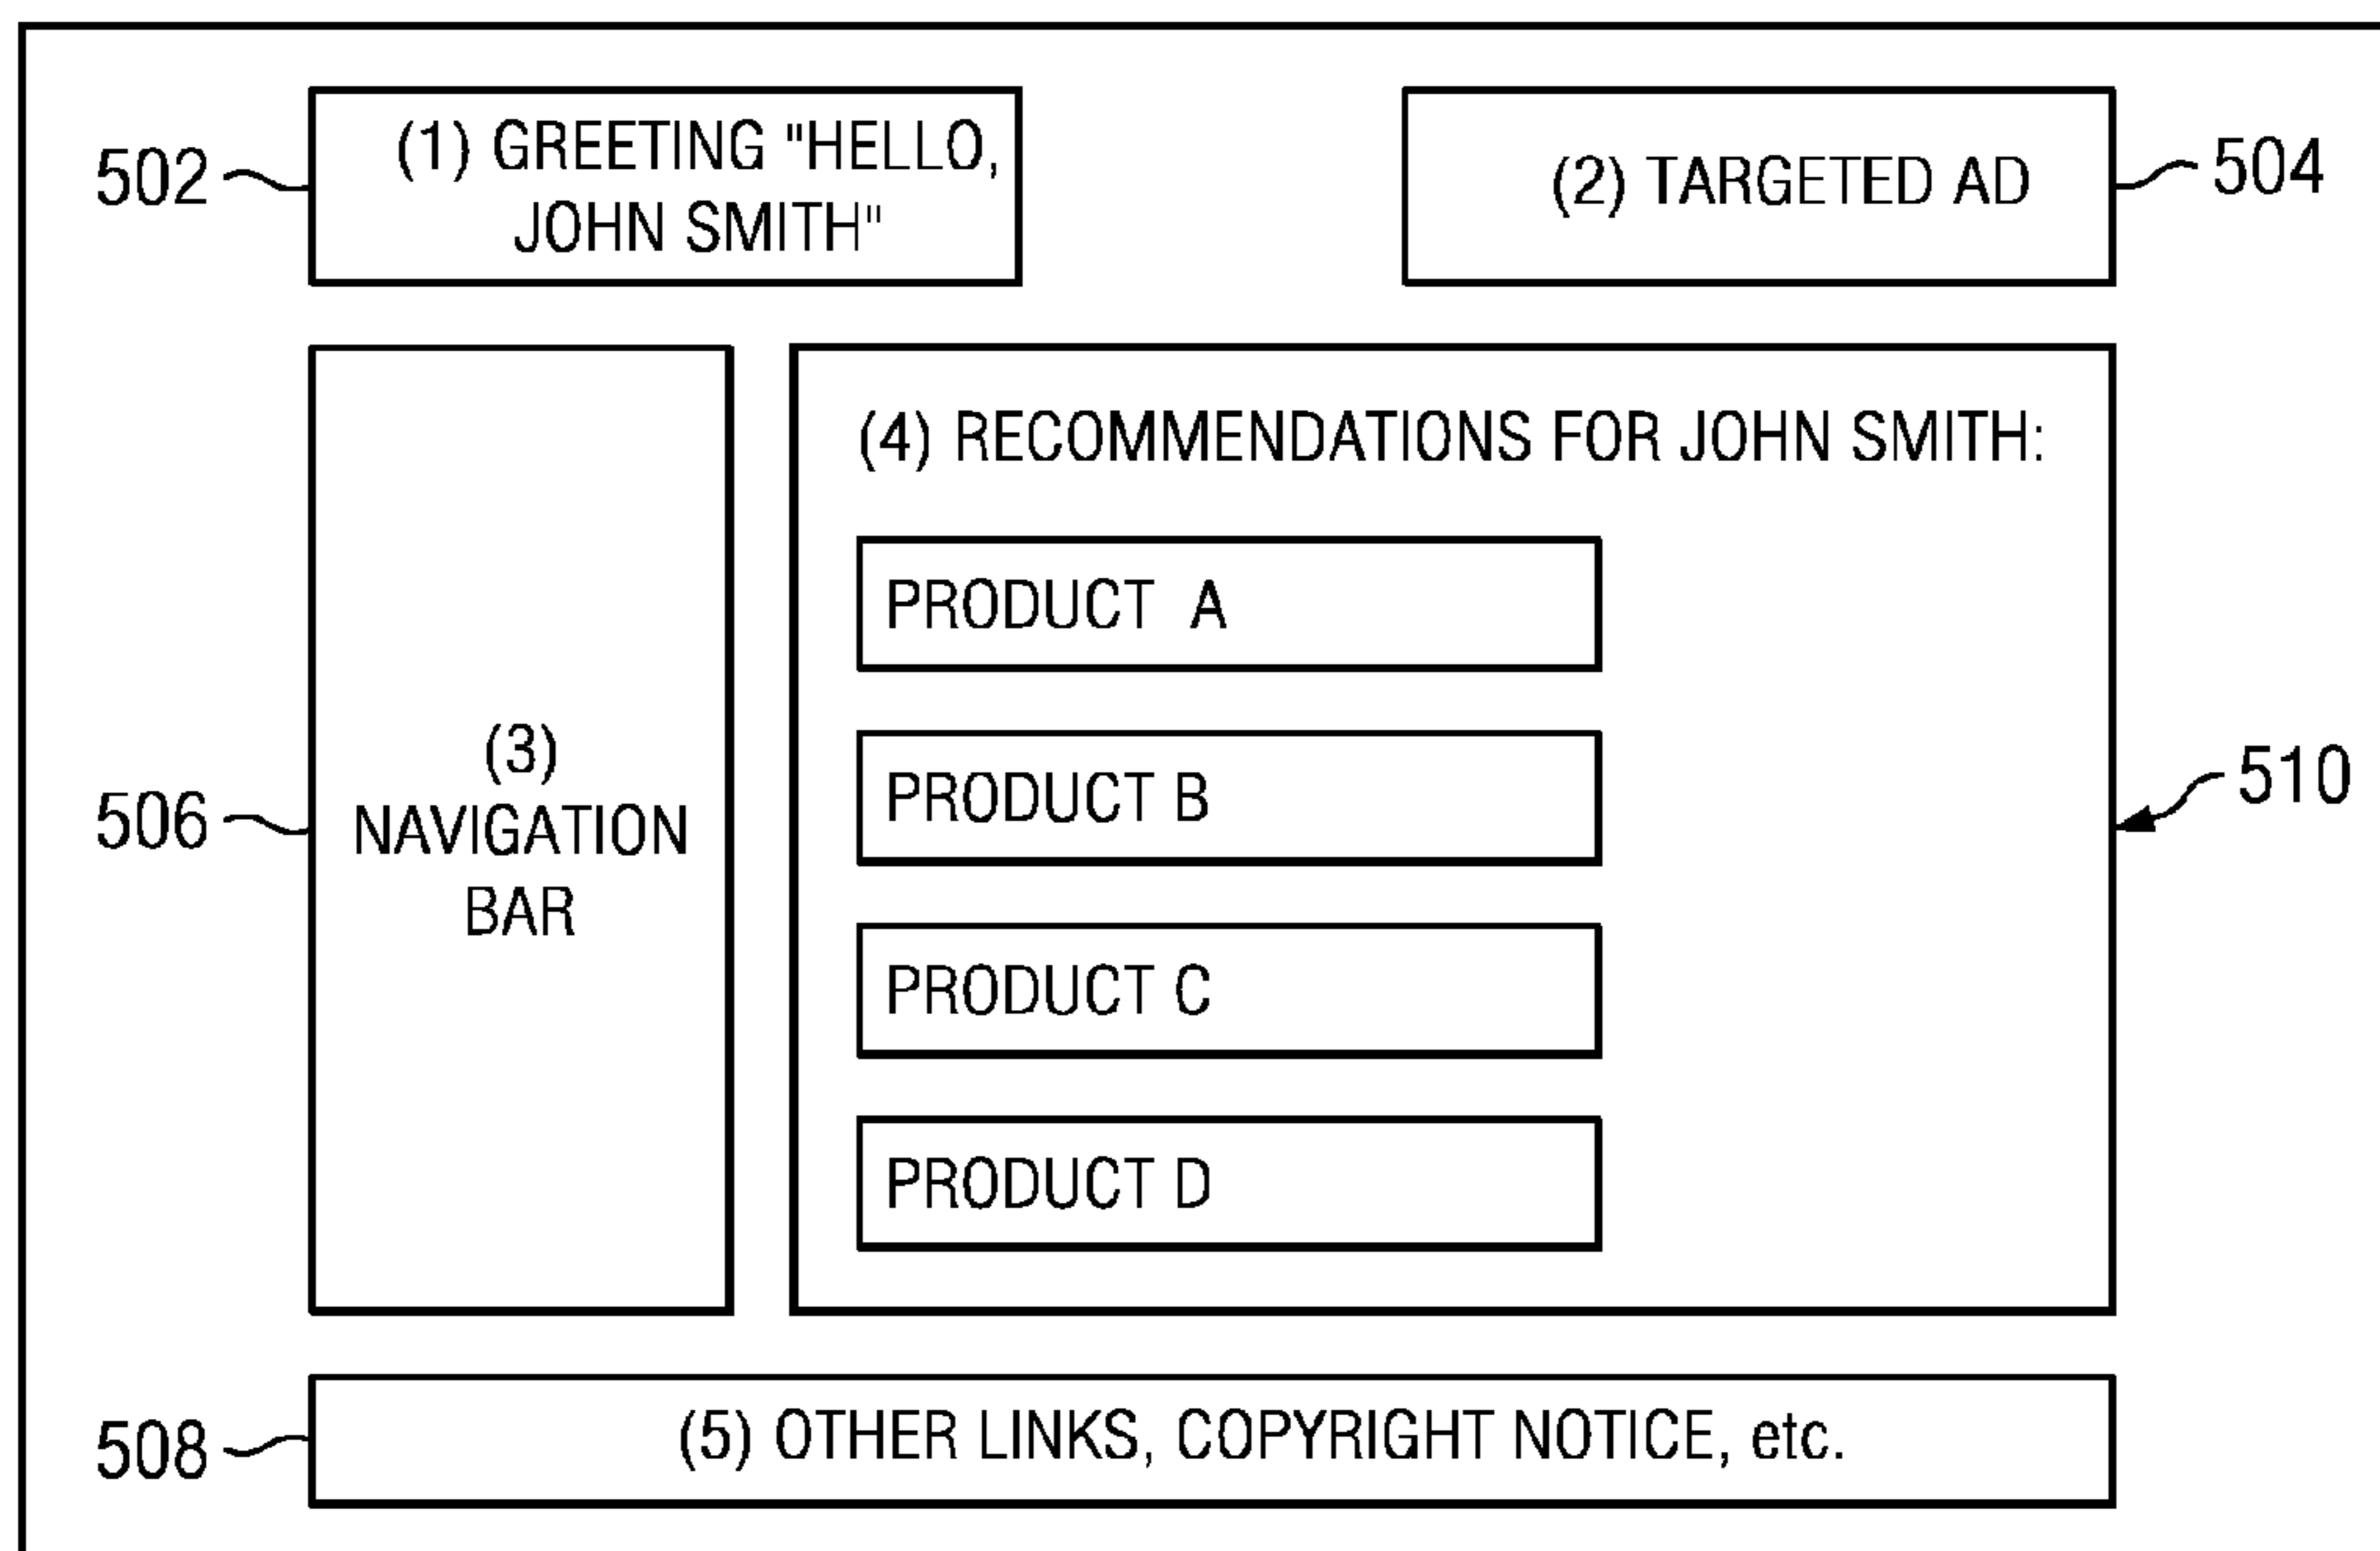 502
(1) GREETING "HELLO,
JOHN SMITH"
(2) TARGETED AD
504
506
(3)
NAVIGATION
BAR
(4) RECOMMENDATIONS FOR JOHN SMITH:
PRODUCT A
PRODUCT B
PRODUCT C
PRODUCT D
510
508
(5) OTHER LINKS, COPYRIGHT NOTICE, etc.